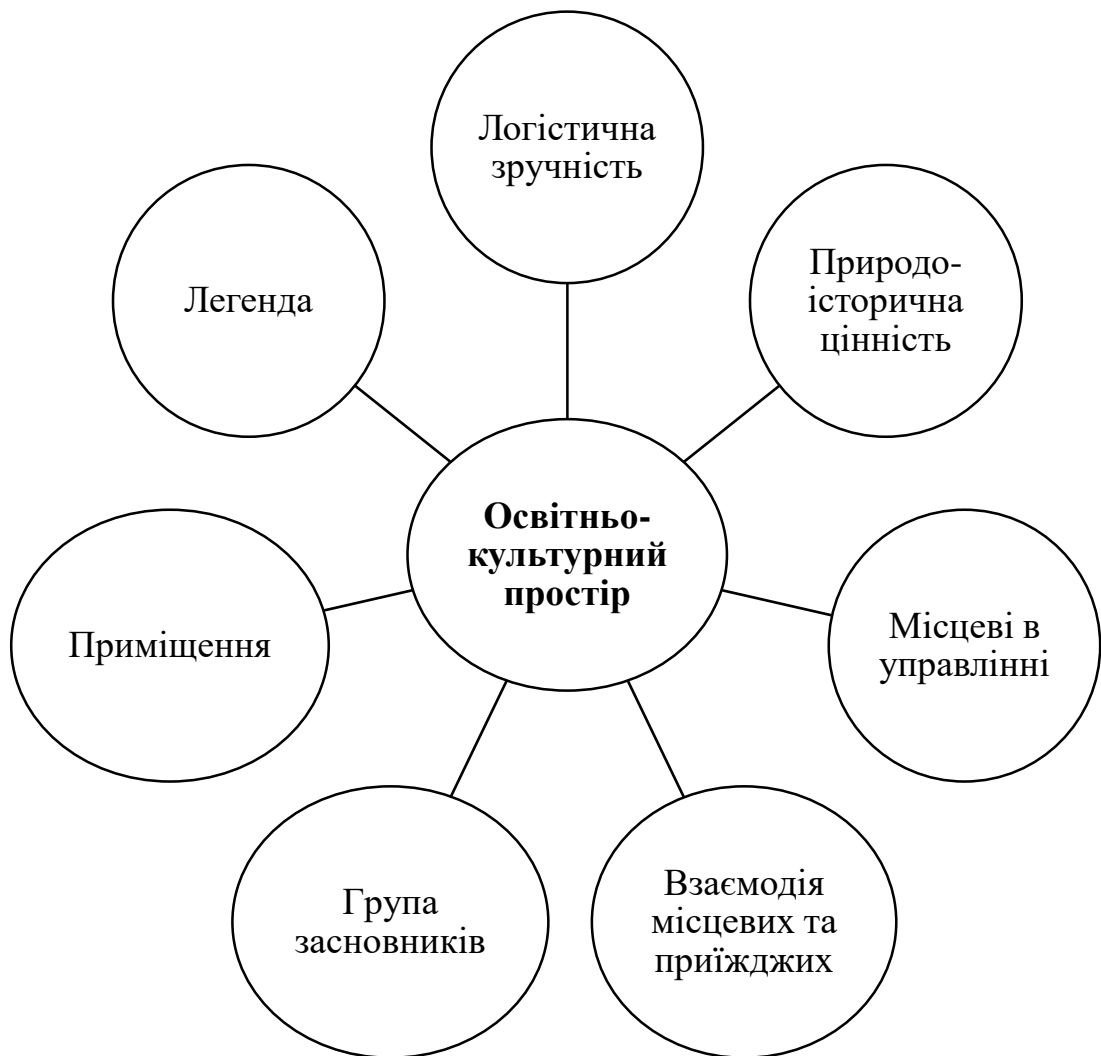 Логістична
зручність
Природо-
історична
цінність
Легенда
Освітньо-
культурний
простір
Місцеві в
управлінні
Приміщення
Взаємодія
місцевих та
приїжджих
Група
засновників